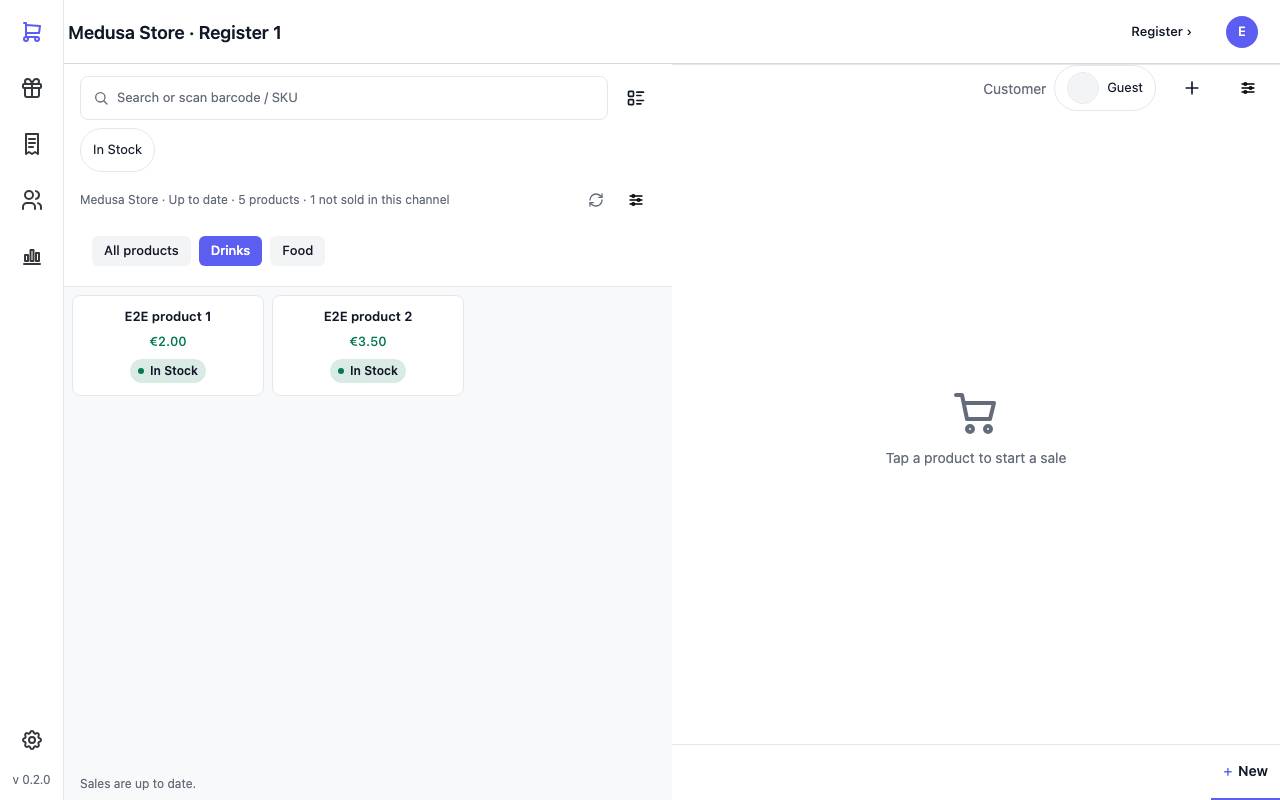 Medusa Store · Register 1
Register ›
E
Search or scan barcode / SKU
Customer
Guest
In Stock
Medusa Store · Up to date · 5 products · 1 not sold in this channel
All products
Drinks
Food
E2E product 1
€2.00
In Stock
E2E product 2
€3.50
In Stock
Tap a product to start a sale
v 0.2.0
Sales are up to date.
+ New